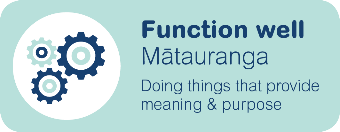 Function well
Mātauranga
Doing things that provide
meaning & purpose